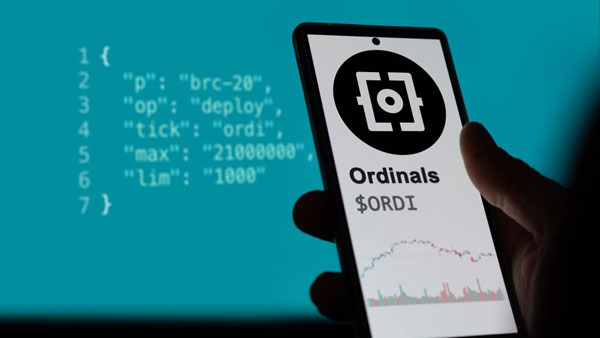 1 {
2 "p": "brc-20",
3 "op": "deploy",
4 "tick": "ordi",
5 "max": "21000000",
6 "lim": "1000"
7 }
Ordinals
$ORDI